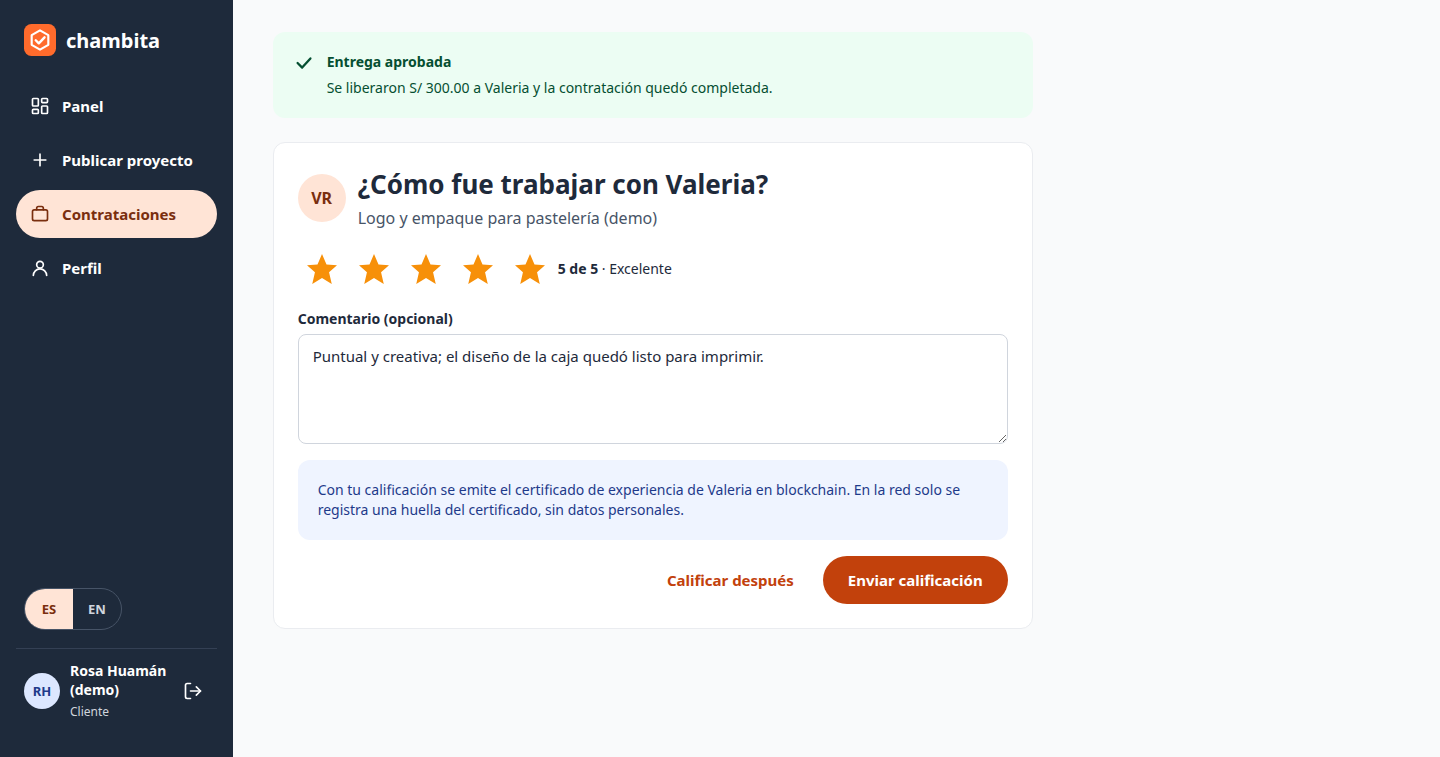 chambita
Panel
Publicar proyecto
Contrataciones
Perfil
ES
EN
RH
Rosa Huamán
(demo)
Cliente
Entrega aprobada
Se liberaron S/ 300.00 a Valeria y la contratación quedó completada.
VR
¿Cómo fue trabajar con Valeria?
Logo y empaque para pastelería (demo)
5 de 5 · Excelente
Comentario (opcional)
Puntual y creativa; el diseño de la caja quedó listo para imprimir.
Con tu calificación se emite el certificado de experiencia de Valeria en blockchain. En la red solo se
registra una huella del certificado, sin datos personales.
Calificar después
Enviar calificación